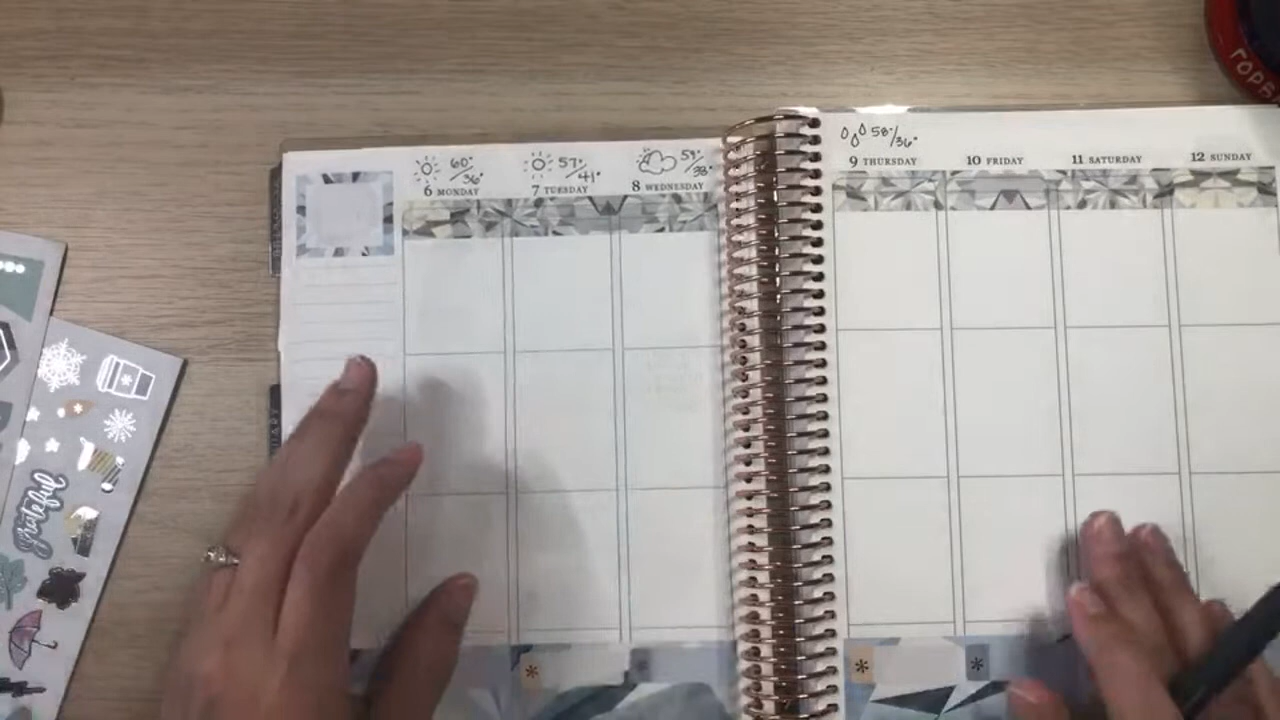 60°/36°
57°/41°
59°/38°
58°/36°
6 MONDAY
7 TUESDAY
8 WEDNESDAY
9 THURSDAY
10 FRIDAY
11 SATURDAY
12 SUNDAY
grateful